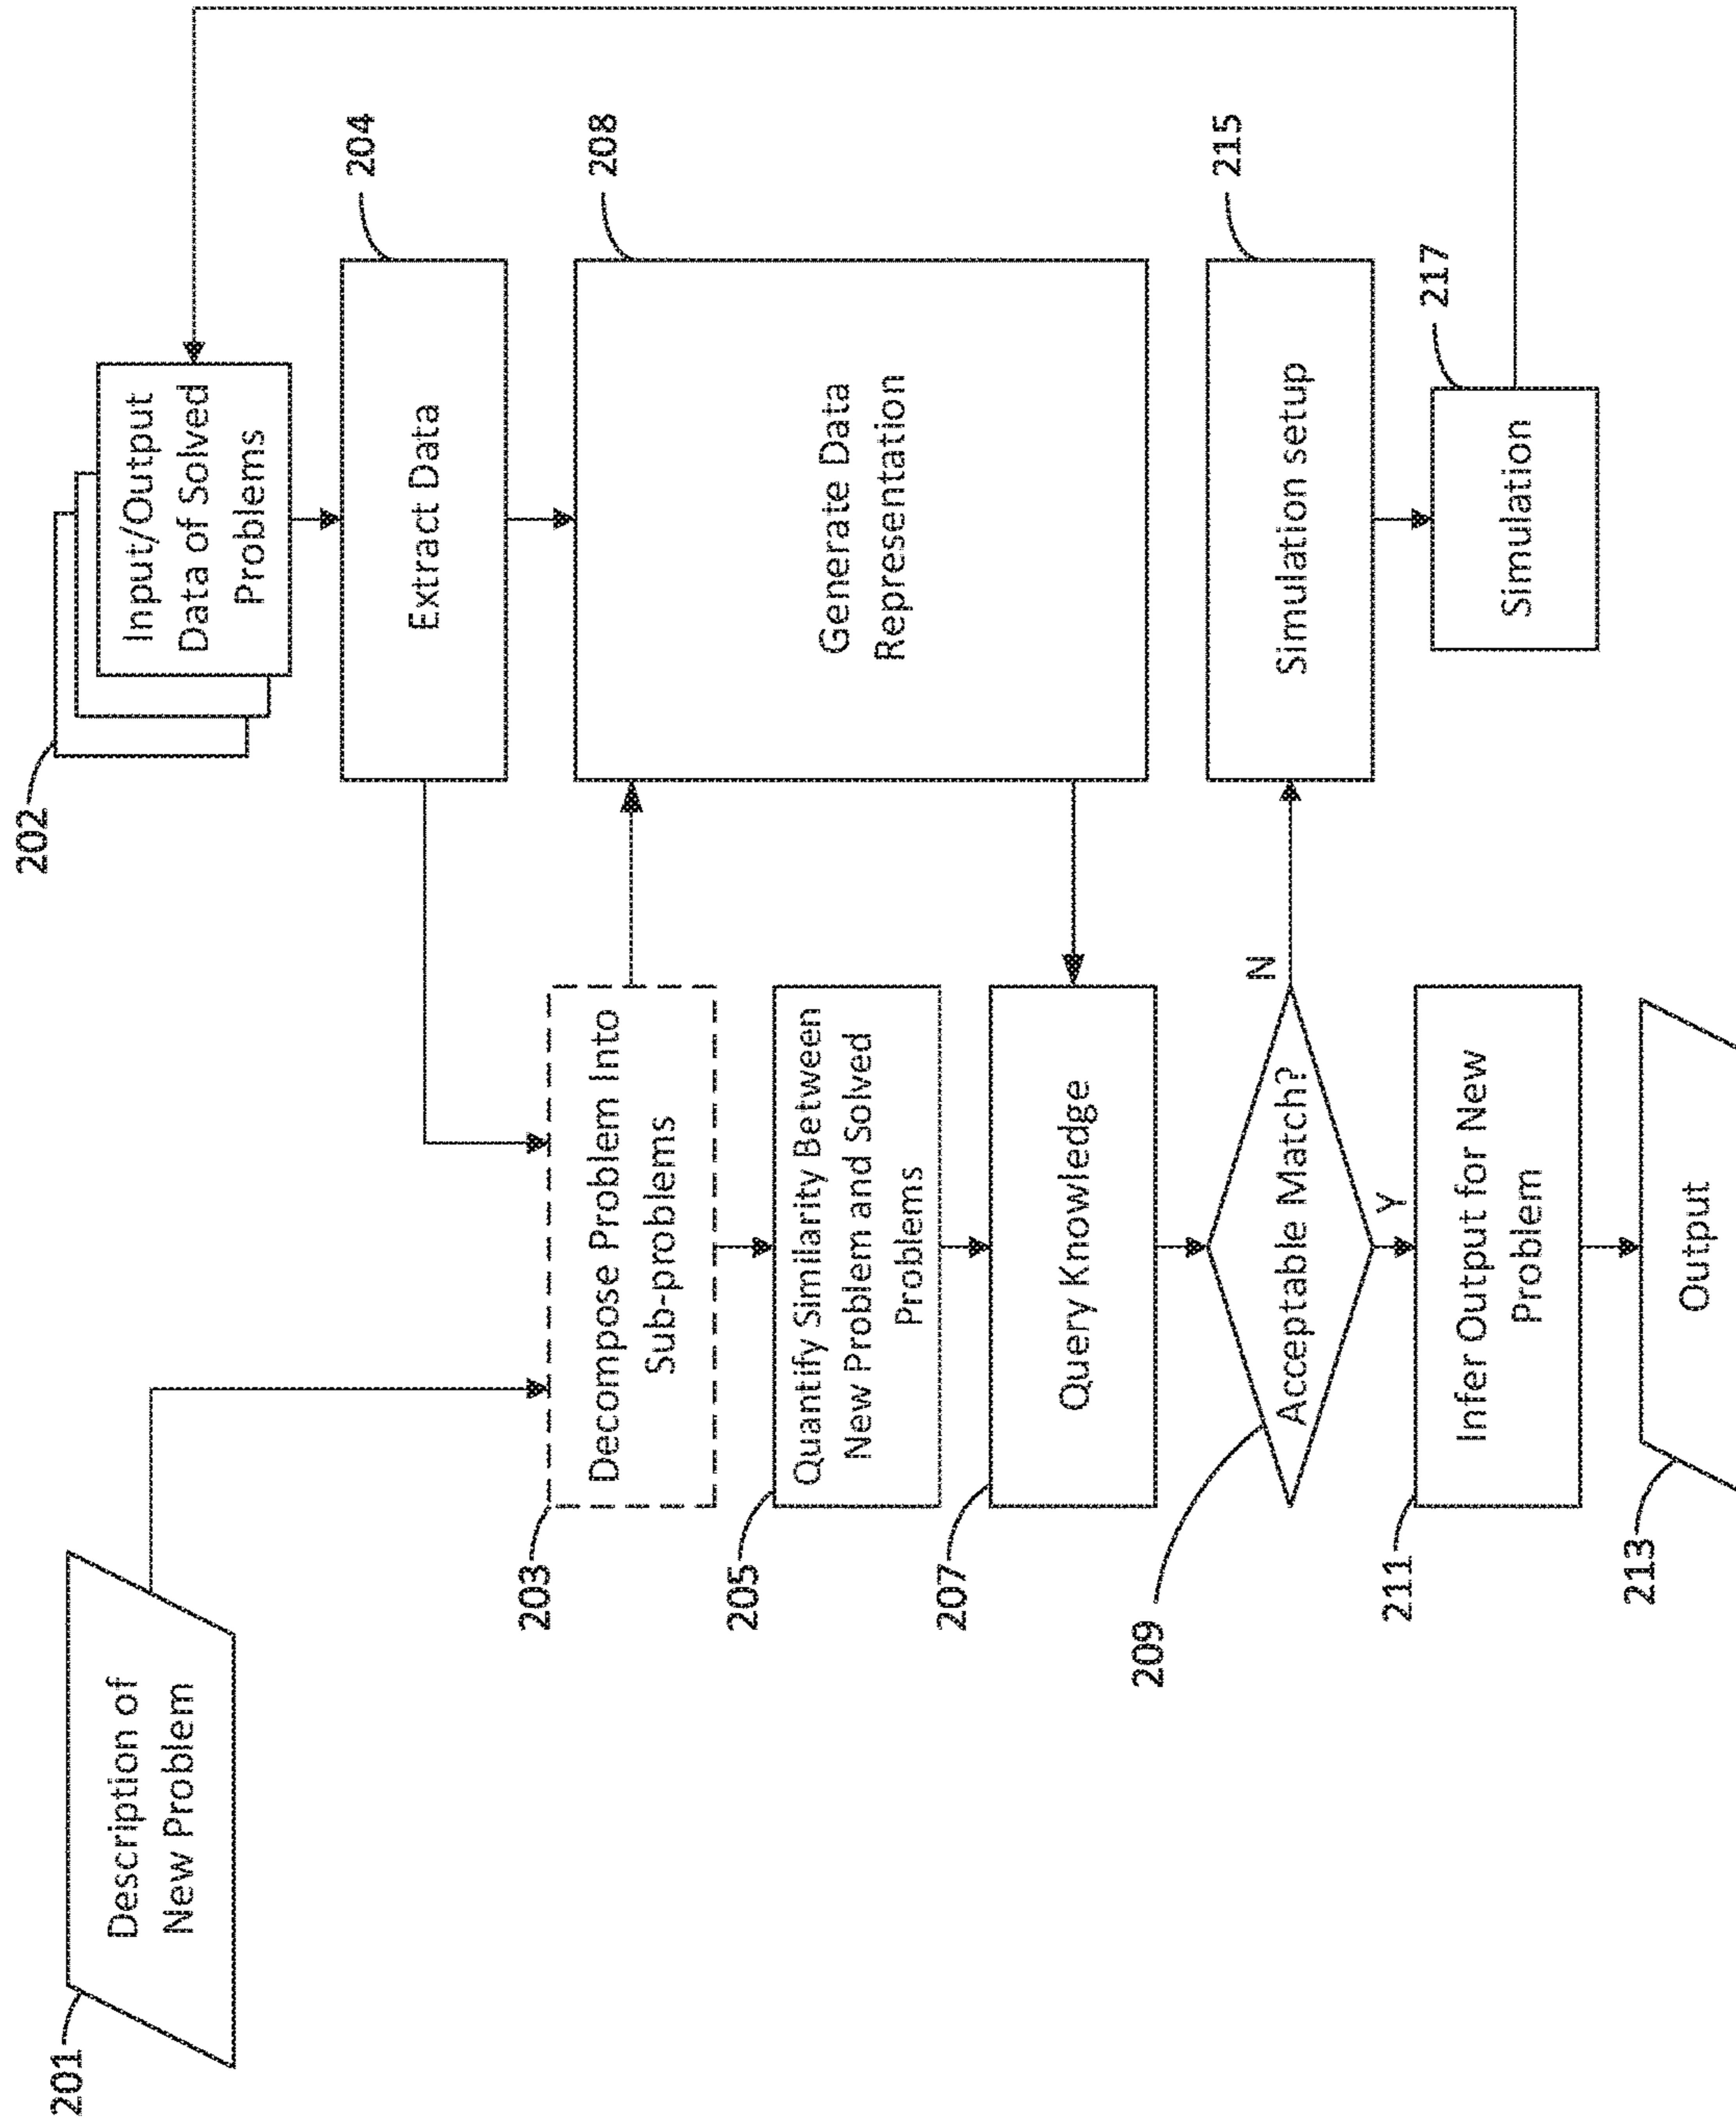 201
Description of
New Problem
202
Input/Output
Data of Solved
Problems
204
Extract Data
203
Decompose Problem Into
Sub-problems
208
Generate Data
Representation
205
Quantify Similarity Between
New Problem and Solved
Problems
207
Query Knowledge
209
Acceptable Match?
N
Y
215
Simulation setup
217
Simulation
211
Infer Output for New
Problem
213
Output